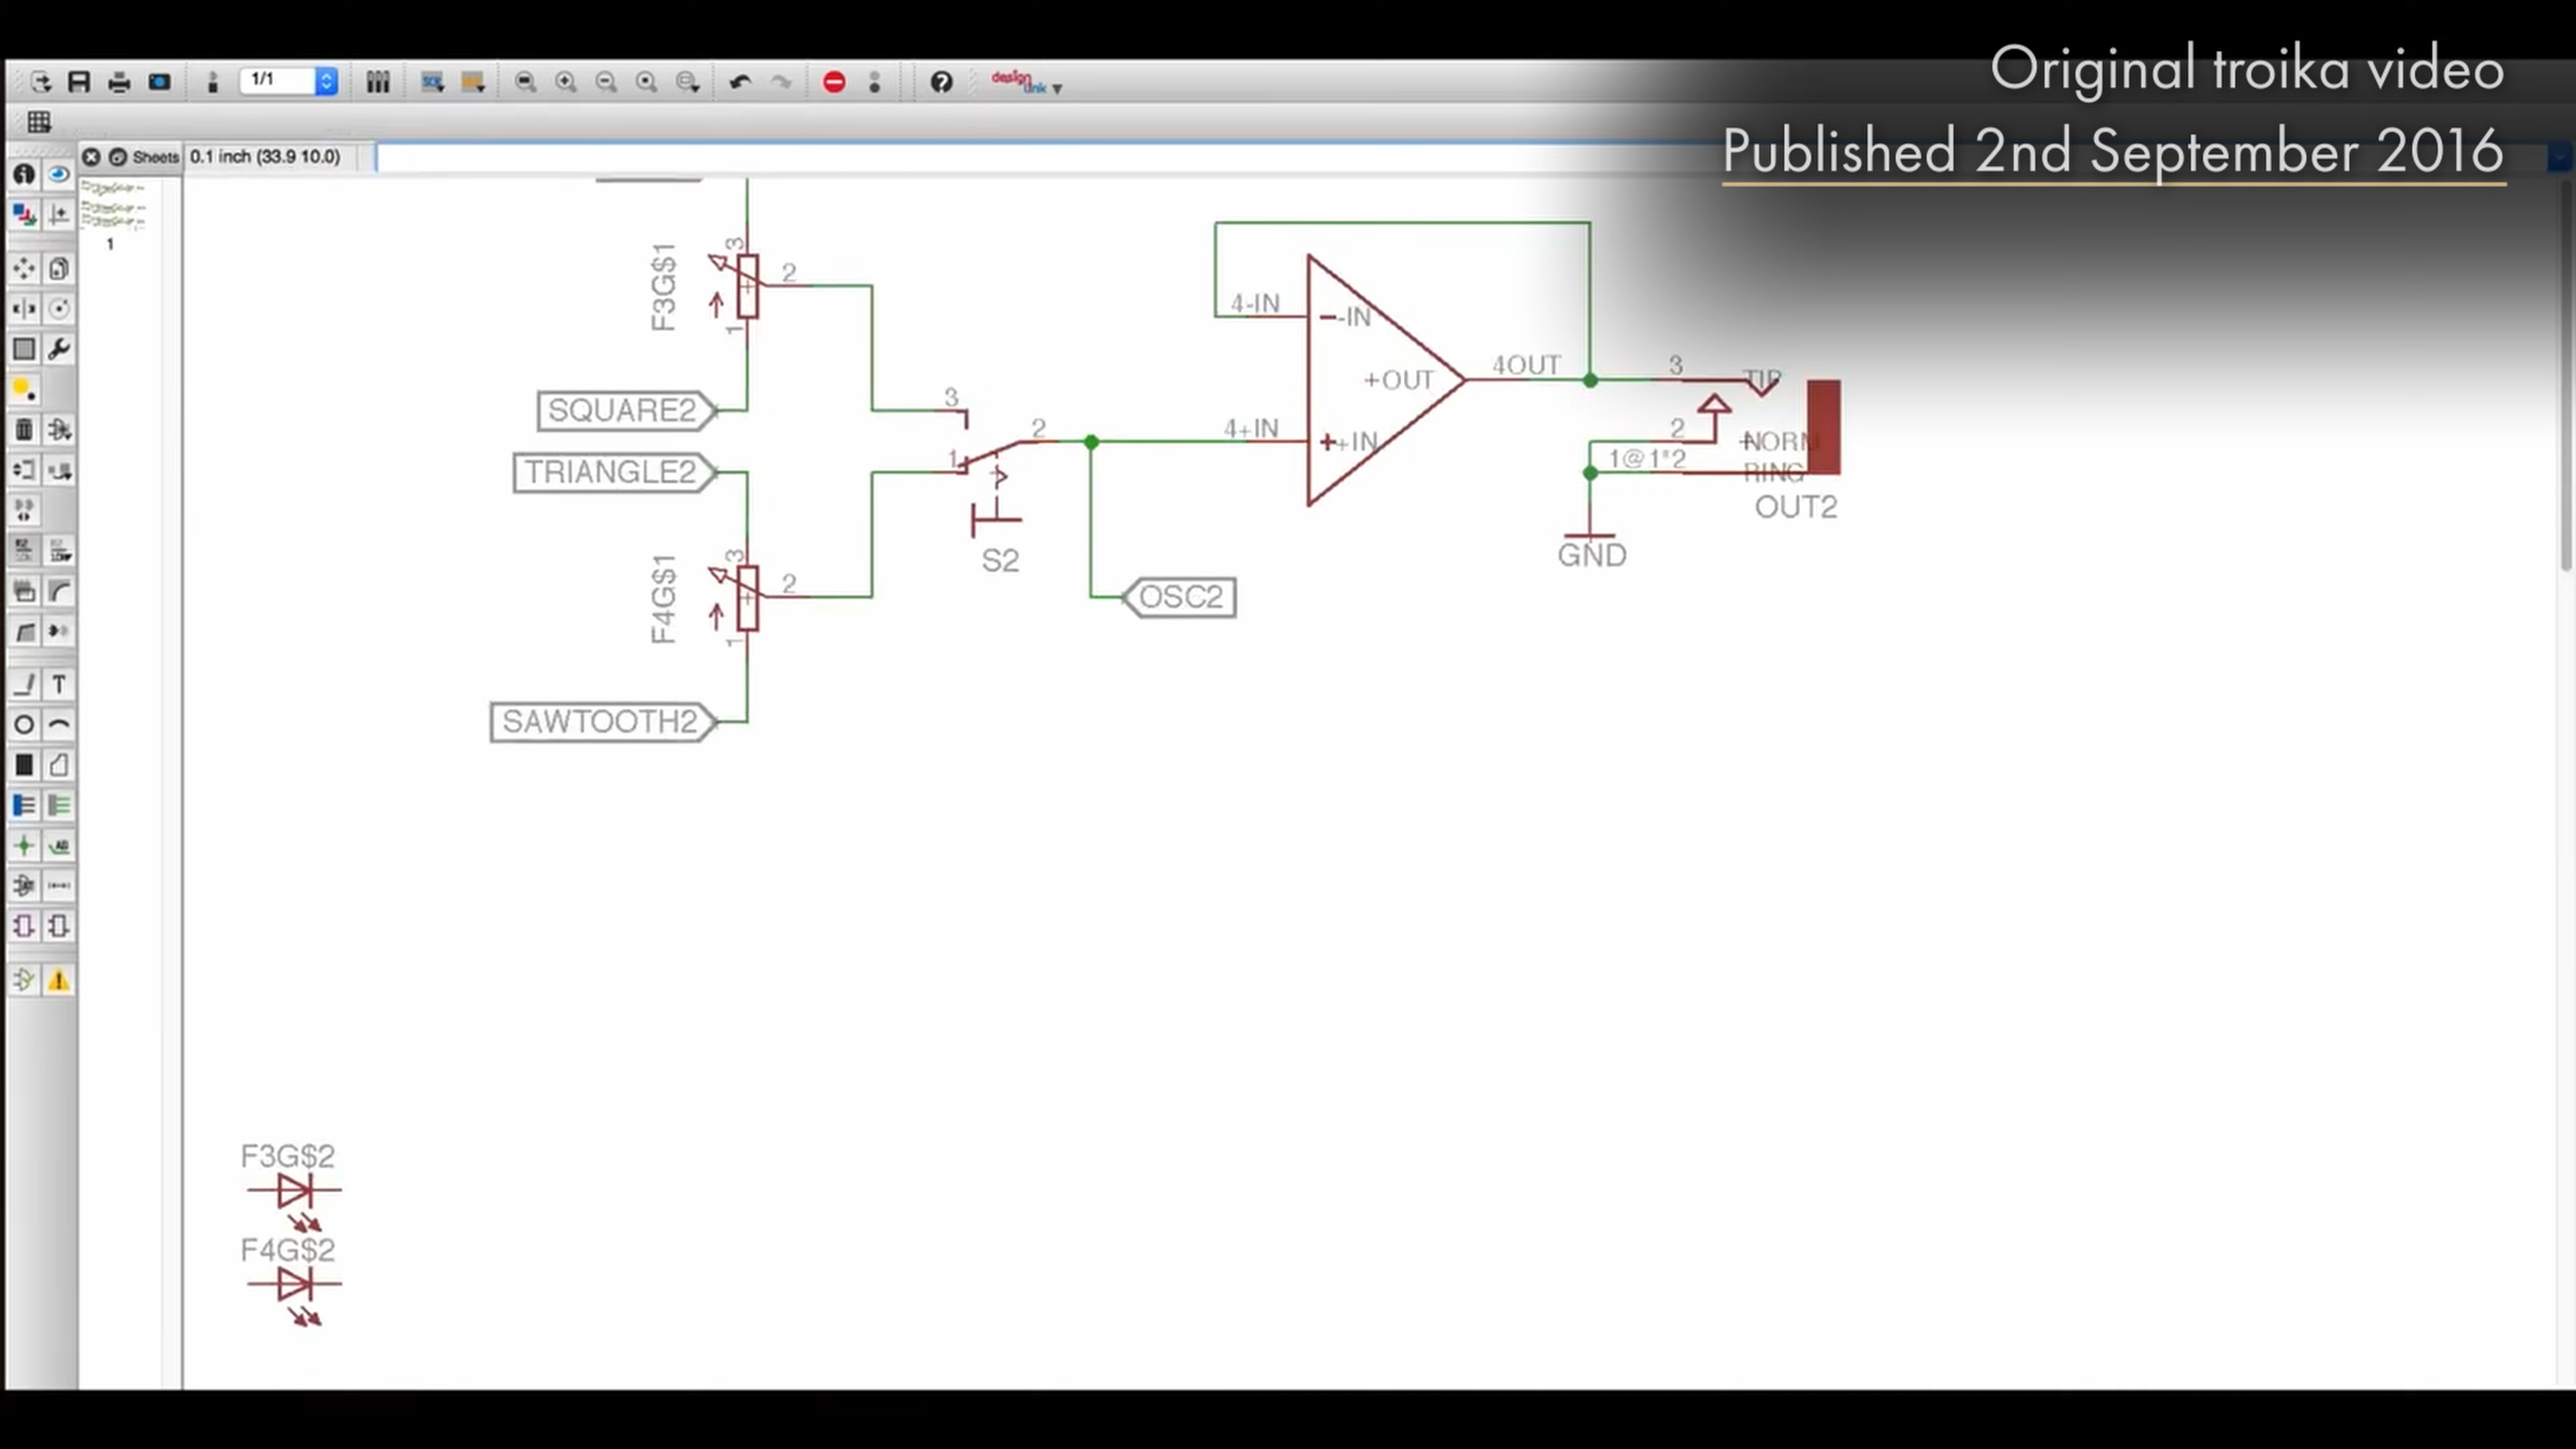 Original troika video
Published 2nd September 2016
1/1
design
link
Sheets
0.1 inch (33.9 10.0)
1
F3G$1
3
2
1
SQUARE2
TRIANGLE2
F4G$1
3
2
1
SAWTOOTH2
3
1
2
S2
OSC2
4-IN
-IN
+OUT
4OUT
4+IN
+IN
3
TIP
2
NORM
1@1*2
RING
OUT2
GND
F3G$2
F4G$2